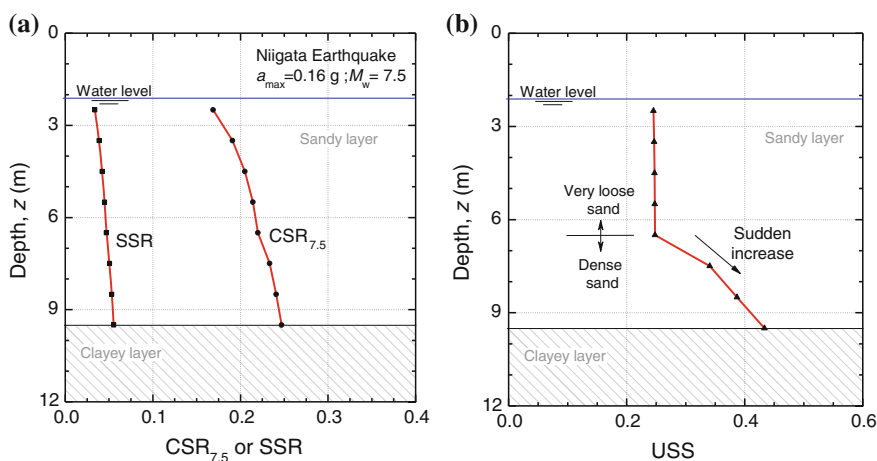 (a)
0
3
6
9
12
Depth, z (m)
Niigata Earthquake
a_max=0.16 g ;M_w= 7.5
Water level
Sandy layer
SSR
CSR_7.5
Clayey layer
0.0
0.1
0.2
0.3
0.4
CSR_7.5 or SSR
(b)
0
3
6
9
12
Depth, z (m)
Water level
Sandy layer
Very loose
sand
Dense
sand
Sudden
increase
Clayey layer
0.0
0.2
0.4
0.6
USS